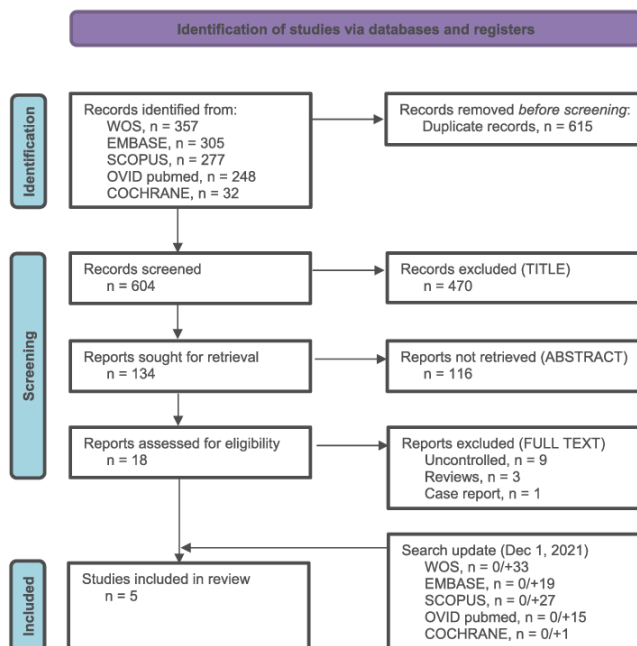 Identification of studies via databases and registers
Identification
Records identified from:
WOS, n = 357
EMBASE, n = 305
SCOPUS, n = 277
OVID pubmed, n = 248
COCHRANE, n = 32
Records removed before screening:
Duplicate records, n = 615
Screening
Records screened
n = 604
Records excluded (TITLE)
n = 470
Reports sought for retrieval
n = 134
Reports not retrieved (ABSTRACT)
n = 116
Reports assessed for eligibility
n = 18
Reports excluded (FULL TEXT)
Uncontrolled, n = 9
Reviews, n = 3
Case report, n = 1
Included
Studies included in review
n = 5
Search update (Dec 1, 2021)
WOS, n = 0/+33
EMBASE, n = 0/+19
SCOPUS, n = 0/+27
OVID pubmed, n = 0/+15
COCHRANE, n = 0/+1